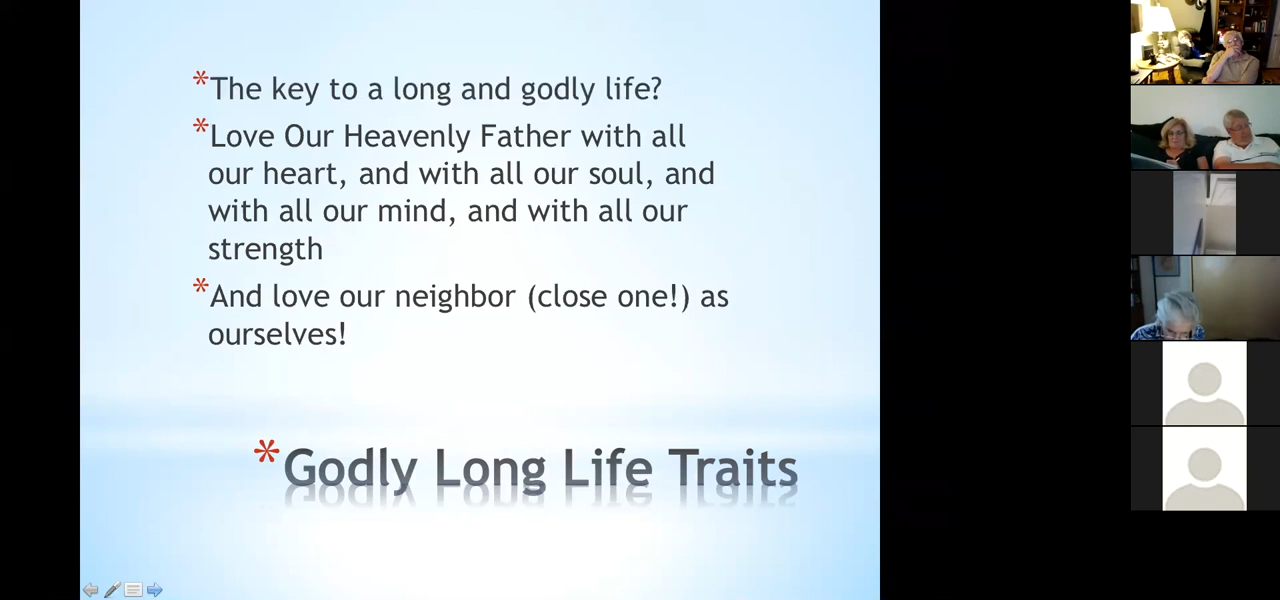 *The key to a long and godly life?
*Love Our Heavenly Father with all
our heart, and with all our soul, and
with all our mind, and with all our
strength
*And love our neighbor (close one!) as
ourselves!
*Godly Long Life Traits